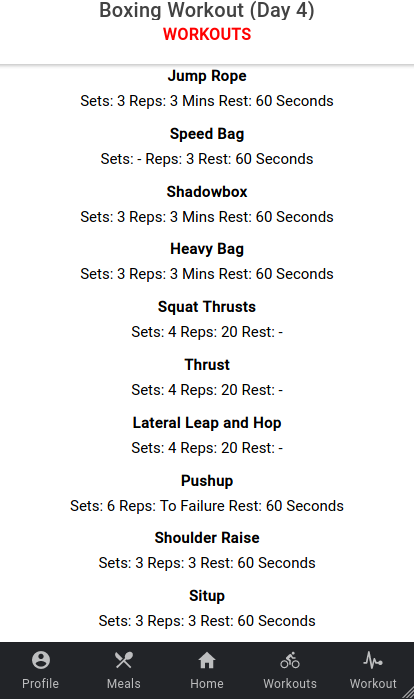 Boxing Workout (Day 4)
WORKOUTS
Jump Rope
Sets: 3 Reps: 3 Mins Rest: 60 Seconds
Speed Bag
Sets: - Reps: 3 Rest: 60 Seconds
Shadowbox
Sets: 3 Reps: 3 Mins Rest: 60 Seconds
Heavy Bag
Sets: 3 Reps: 3 Mins Rest: 60 Seconds
Squat Thrusts
Sets: 4 Reps: 20 Rest: -
Thrust
Sets: 4 Reps: 20 Rest: -
Lateral Leap and Hop
Sets: 4 Reps: 20 Rest: -
Pushup
Sets: 6 Reps: To Failure Rest: 60 Seconds
Shoulder Raise
Sets: 3 Reps: 3 Rest: 60 Seconds
Situp
Sets: 3 Reps: 3 Rest: 60 Seconds
Profile Meals Home Workouts Workout